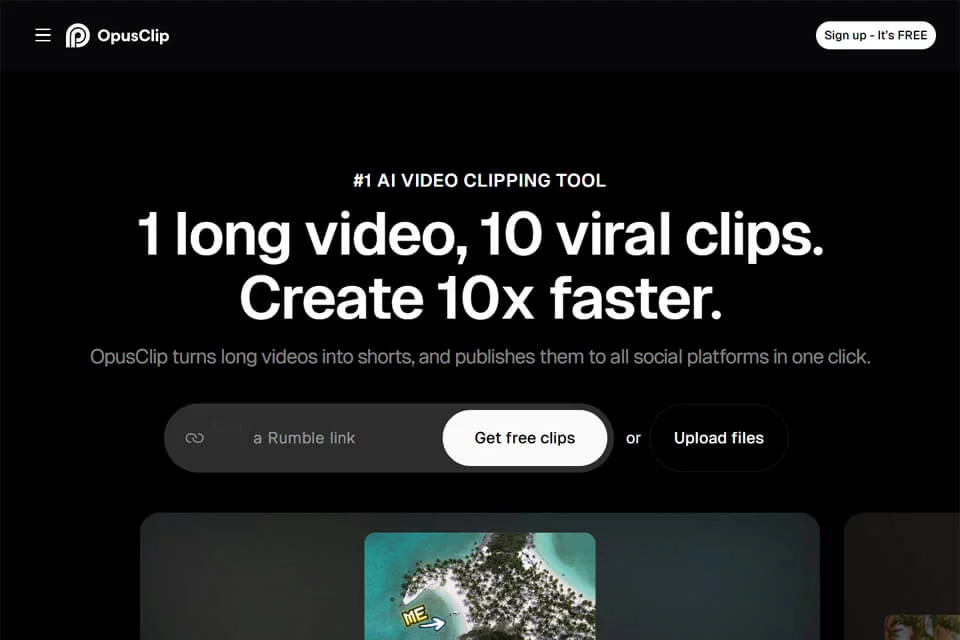 OpusClip
Sign up - It's FREE
#1 AI VIDEO CLIPPING TOOL
1 long video, 10 viral clips.
Create 10x faster.
OpusClip turns long videos into shorts, and publishes them to all social platforms in one click.
a Rumble link
Get free clips
or
Upload files
ME